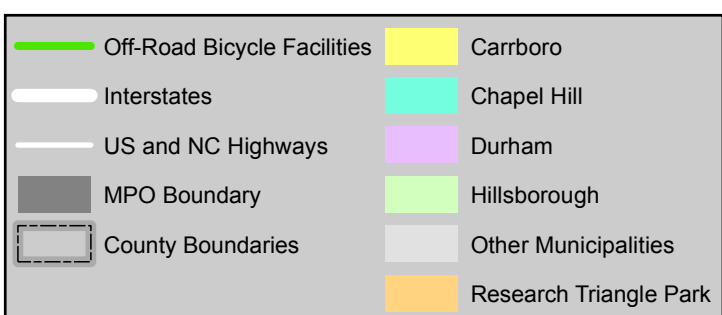 Off-Road Bicycle Facilities
Interstates
US and NC Highways
MPO Boundary
County Boundaries
Carrboro
Chapel Hill
Durham
Hillsborough
Other Municipalities
Research Triangle Park